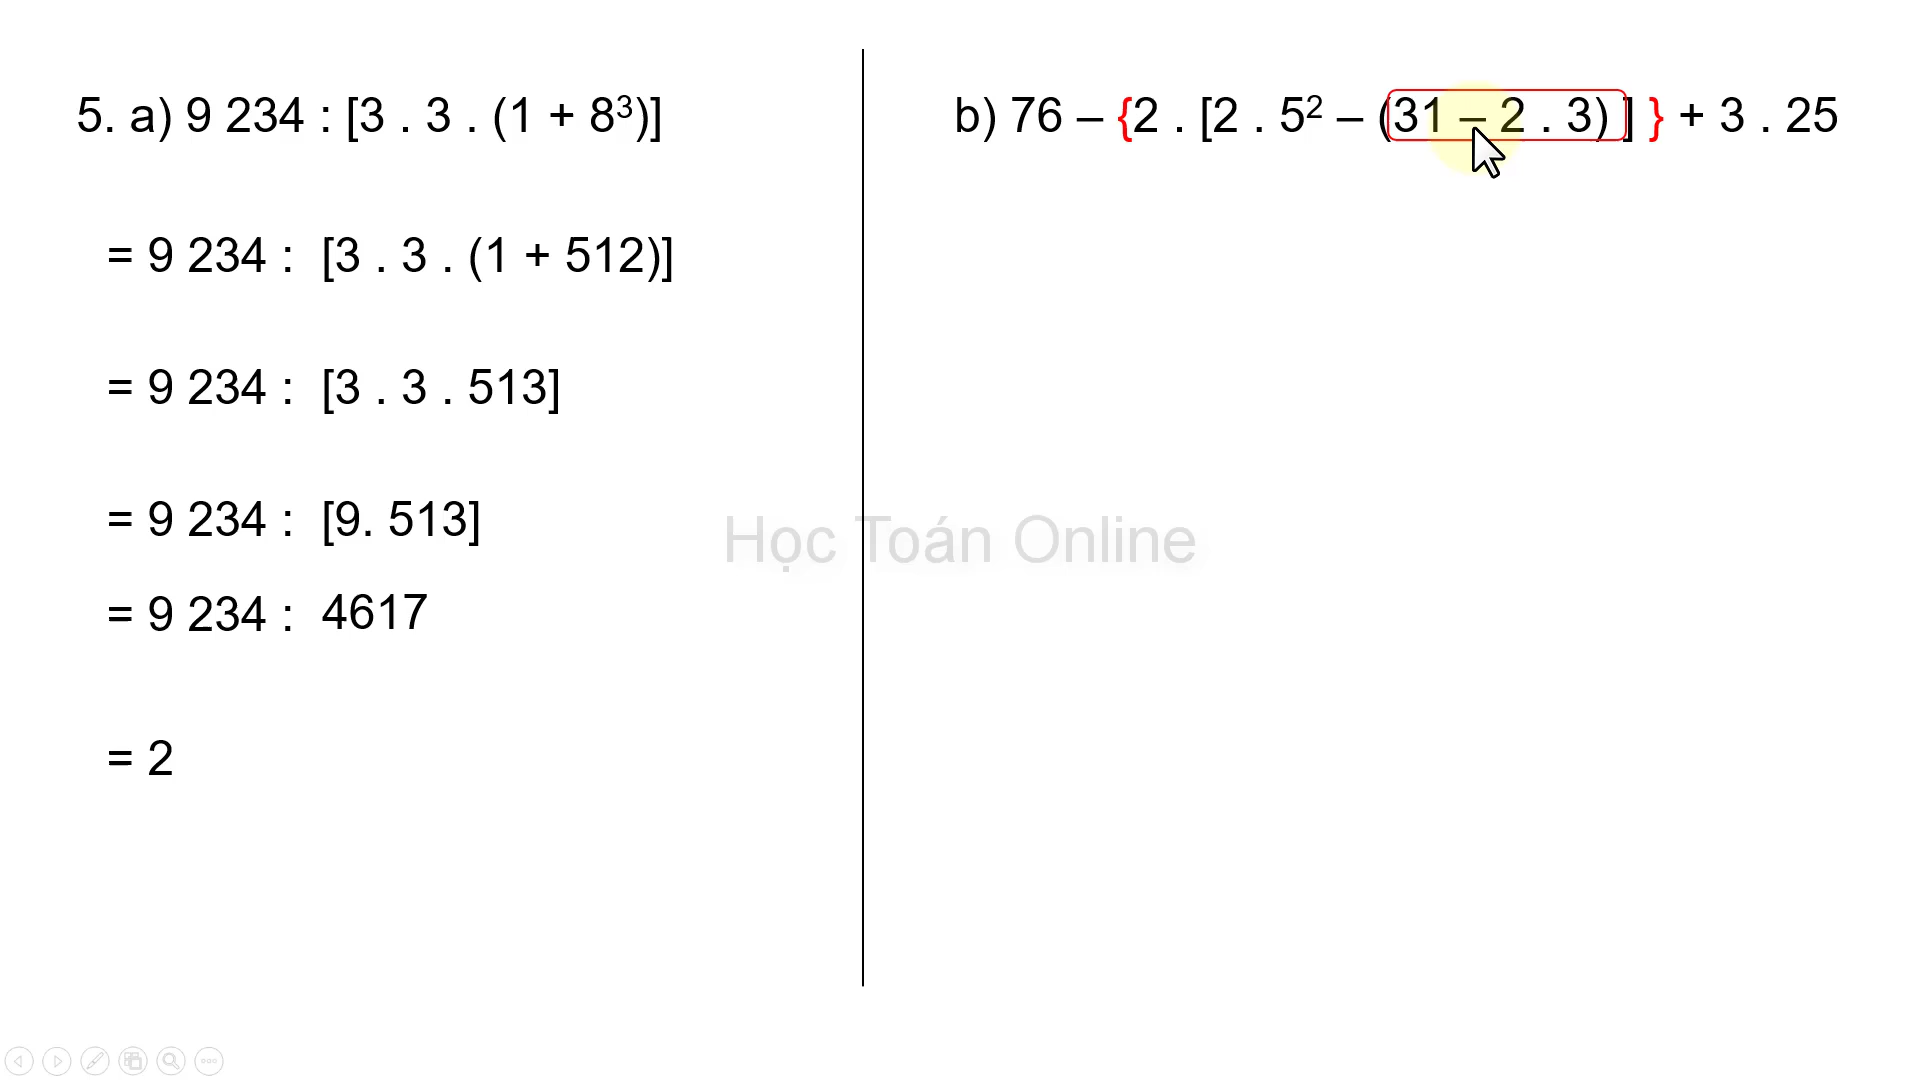 5. a) 9 234 : [3 . 3 . (1 + 8³)]
= 9 234 : [3 . 3 . (1 + 512)]
= 9 234 : [3 . 3 . 513]
= 9 234 : [9. 513]
= 9 234 : 4617
= 2
b) 76 – {2 . [2 . 5² – (31 – 2 . 3) ] } + 3 . 25
Học Toán Online